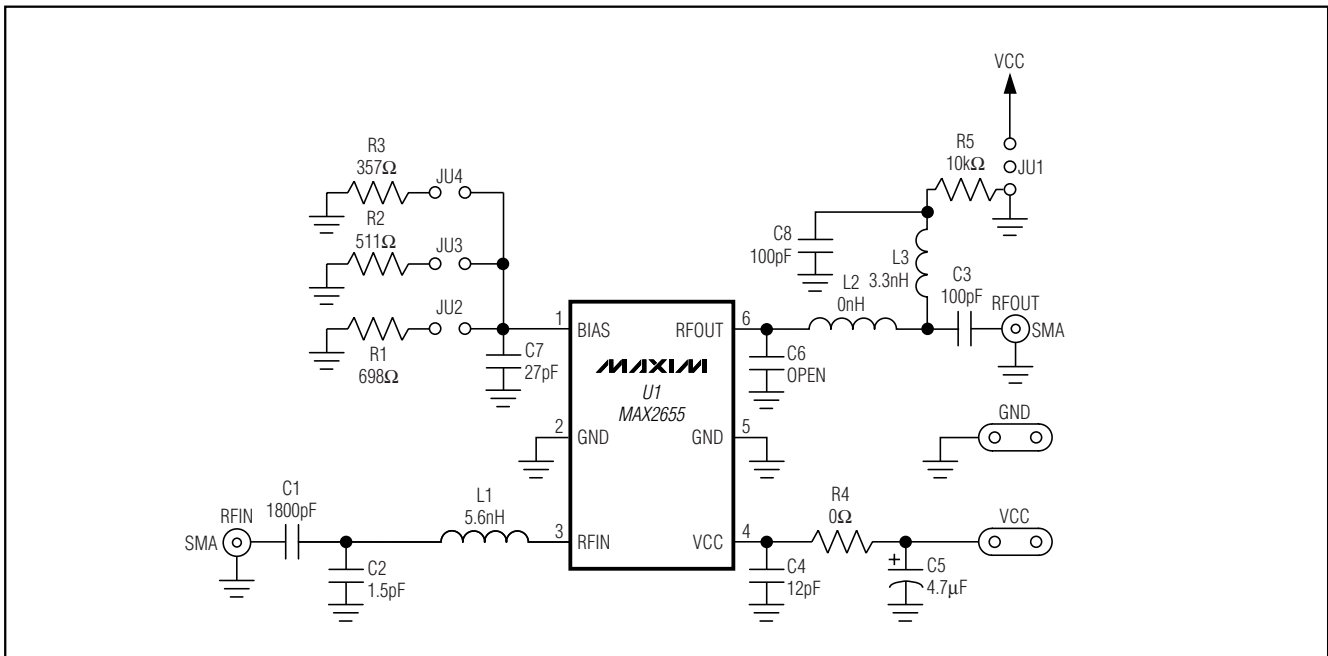 VCC
R3
357Ω
JU4
R5
10kΩ
JU1
R2
511Ω
JU3
C8
100pF
L3
3.3nH
L2
0nH
C3
100pF
RFOUT
SMA
R1
698Ω
JU2
C7
27pF
1
BIAS
RFOUT
6
C6
OPEN
MAXIM
U1
MAX2655
2
GND
GND
5
GND
RFIN
SMA
C1
1800pF
C2
1.5pF
L1
5.6nH
3
RFIN
VCC
4
R4
0Ω
VCC
C4
12pF
+
C5
4.7μF